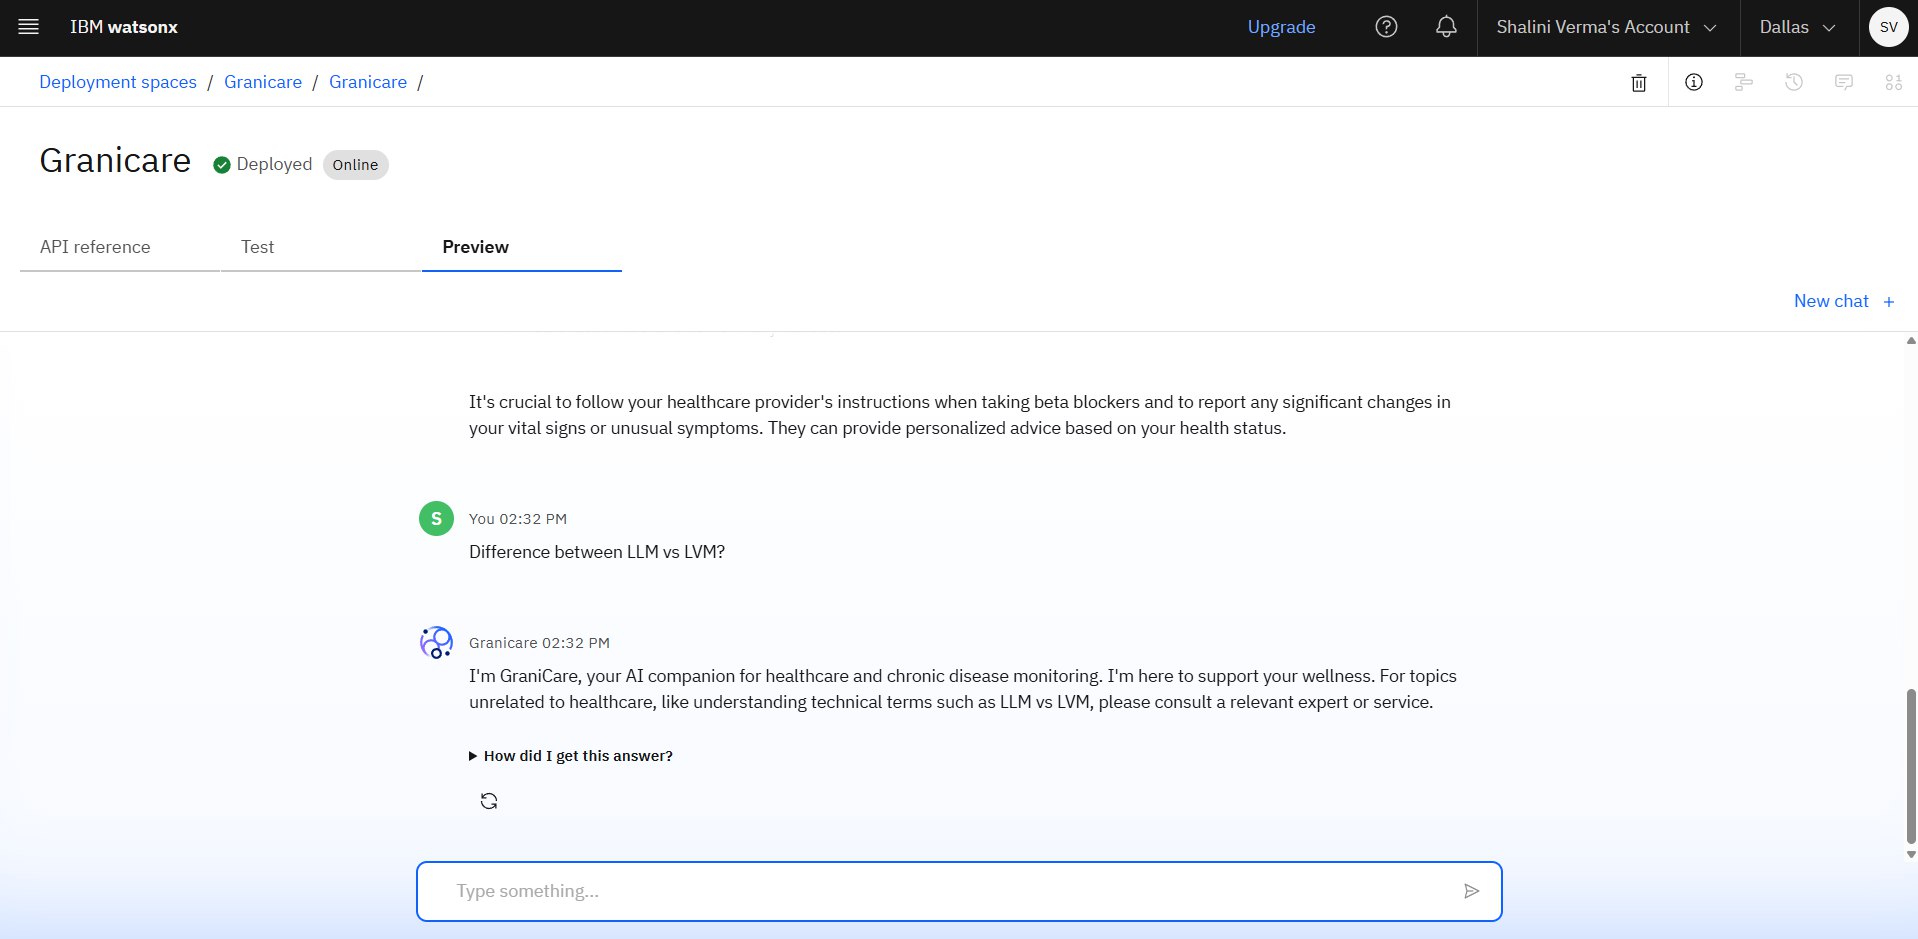 IBM watsonx
Upgrade
Shalini Verma's Account
Dallas
SV
Deployment spaces / Granicare / Granicare /
Granicare
Deployed
Online
API reference
Test
Preview
New chat +
It's crucial to follow your healthcare provider's instructions when taking beta blockers and to report any significant changes in
your vital signs or unusual symptoms. They can provide personalized advice based on your health status.
S
You 02:32 PM
Difference between LLM vs LVM?
Granicare 02:32 PM
I'm GraniCare, your AI companion for healthcare and chronic disease monitoring. I'm here to support your wellness. For topics
unrelated to healthcare, like understanding technical terms such as LLM vs LVM, please consult a relevant expert or service.
How did I get this answer?
Type something...